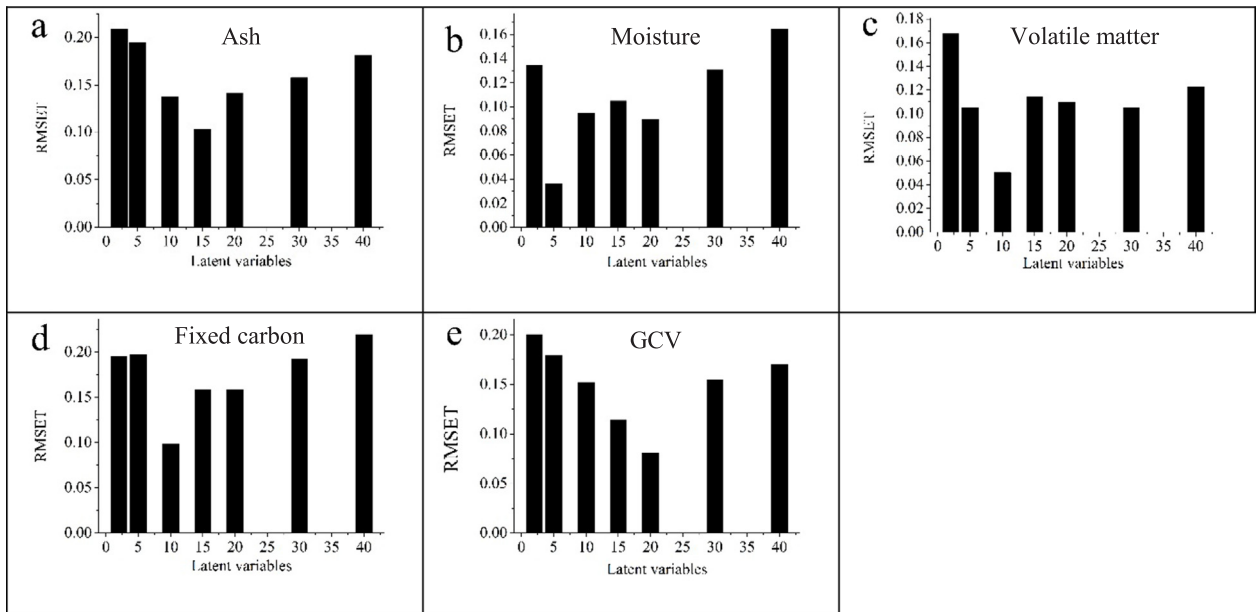 a
Ash
0.20
0.15
0.10
0.05
0.00
RMSET
0 5 10 15 20 25 30 35 40
Latent variables
b
Moisture
0.16
0.14
0.12
0.10
0.08
0.06
0.04
0.02
0.00
RMSET
0 5 10 15 20 25 30 35 40
Latent variables
c
Volatile matter
0.18
0.16
0.14
0.12
0.10
0.08
0.06
0.04
0.02
0.00
RMSET
0 5 10 15 20 25 30 35 40
Latent variables
d
Fixed carbon
0.20
0.15
0.10
0.05
0.00
RMSET
0 5 10 15 20 25 30 35 40
Latent variables
e
GCV
0.20
0.15
0.10
0.05
0.00
RMSET
0 5 10 15 20 25 30 35 40
Latent variables